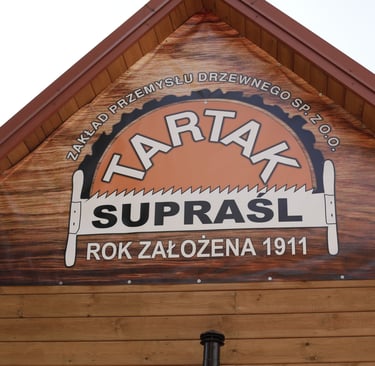 ZAKŁAD PRZEMYSŁU DRZEWNEGO SP. Z O.O.
TARTAK
SUPRAŚL
ROK ZAŁOŻENA 1911